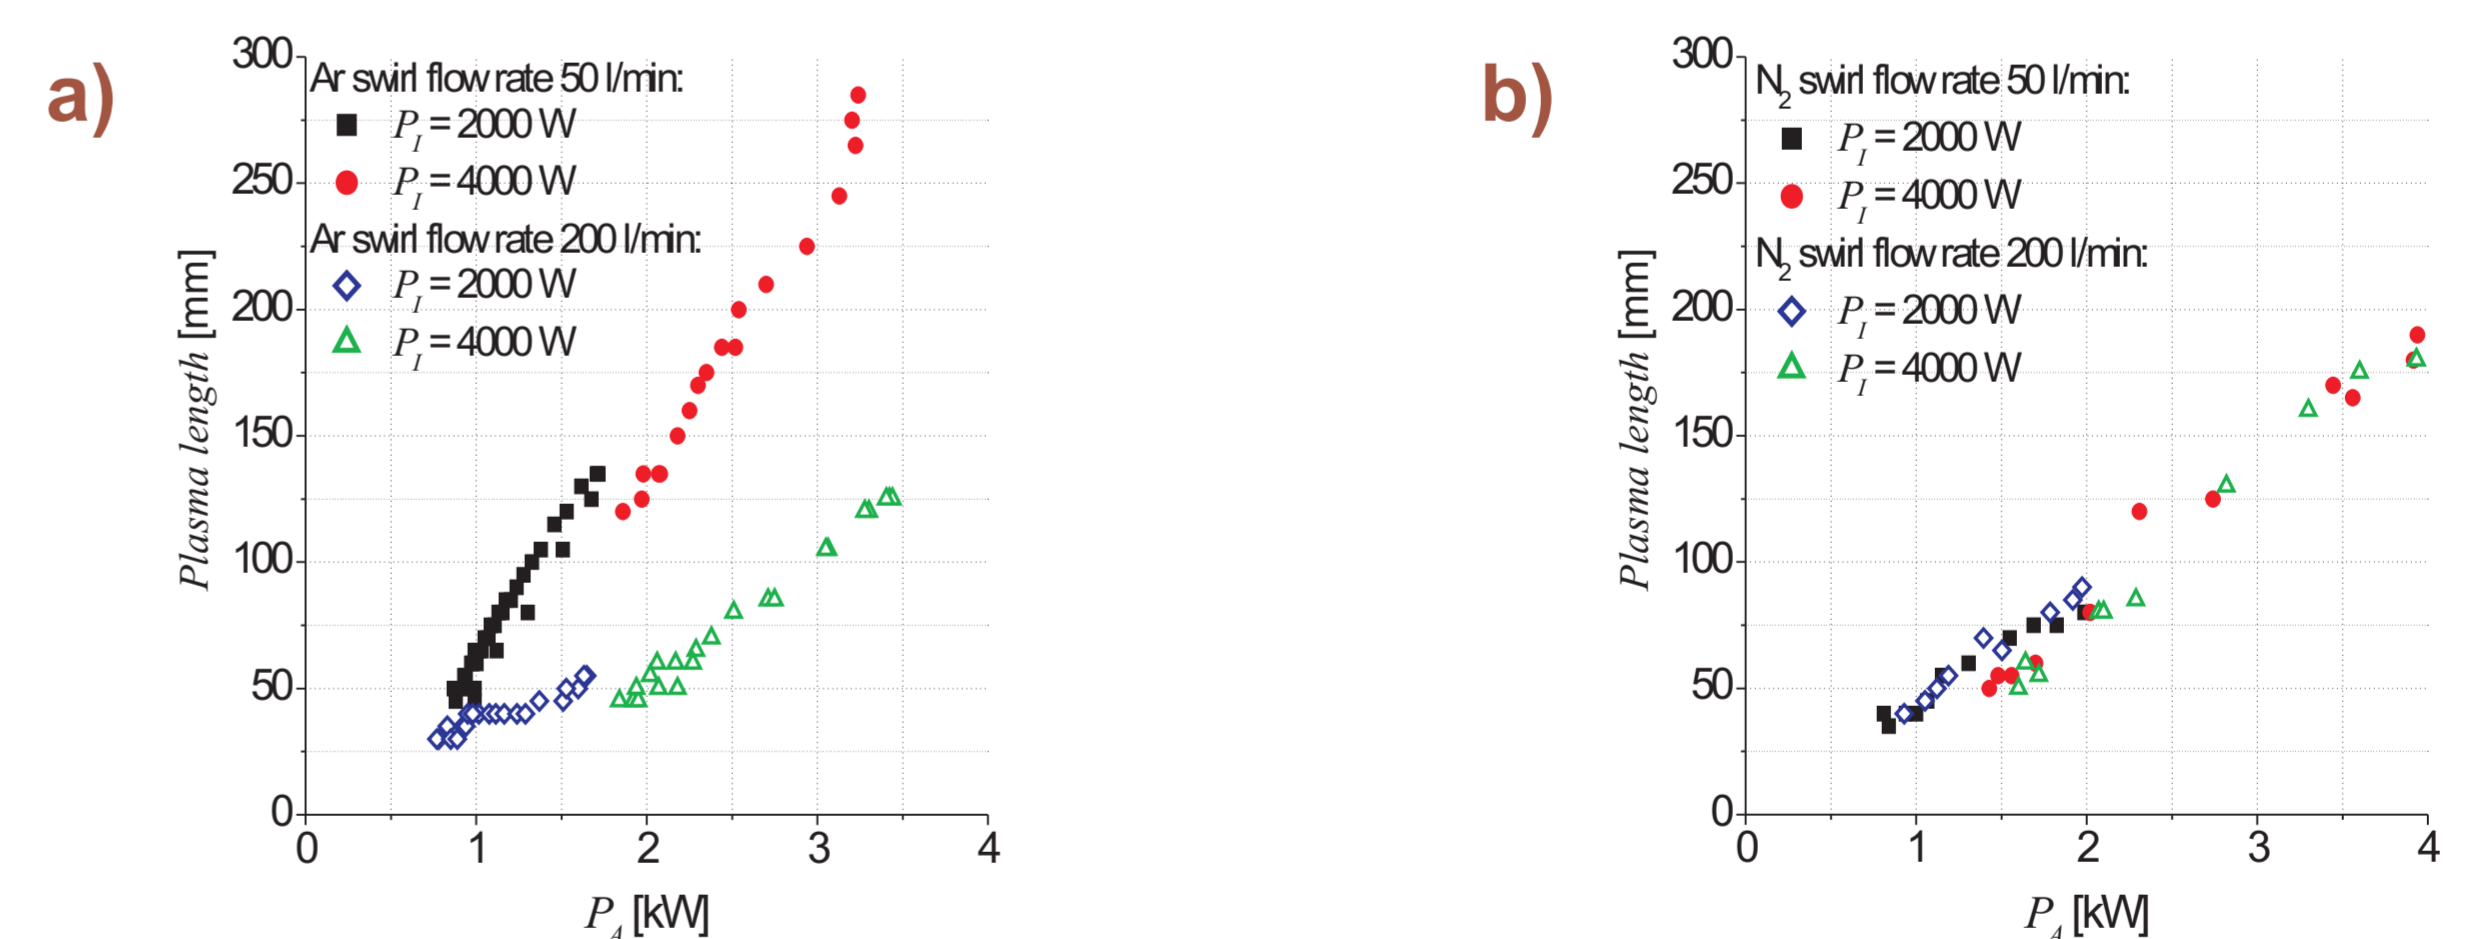 a)
300
250
200
150
100
50
0
0 1 2 3 4
Plasma length [mm]
P_A [kW]
Ar swirl flow rate 50 l/min:
P_I = 2000 W
P_I = 4000 W
Ar swirl flow rate 200 l/min:
P_I = 2000 W
P_I = 4000 W
b)
300
250
200
150
100
50
0
0 1 2 3 4
Plasma length [mm]
P_A [kW]
N_2 swirl flow rate 50 l/min:
P_I = 2000 W
P_I = 4000 W
N_2 swirl flow rate 200 l/min:
P_I = 2000 W
P_I = 4000 W